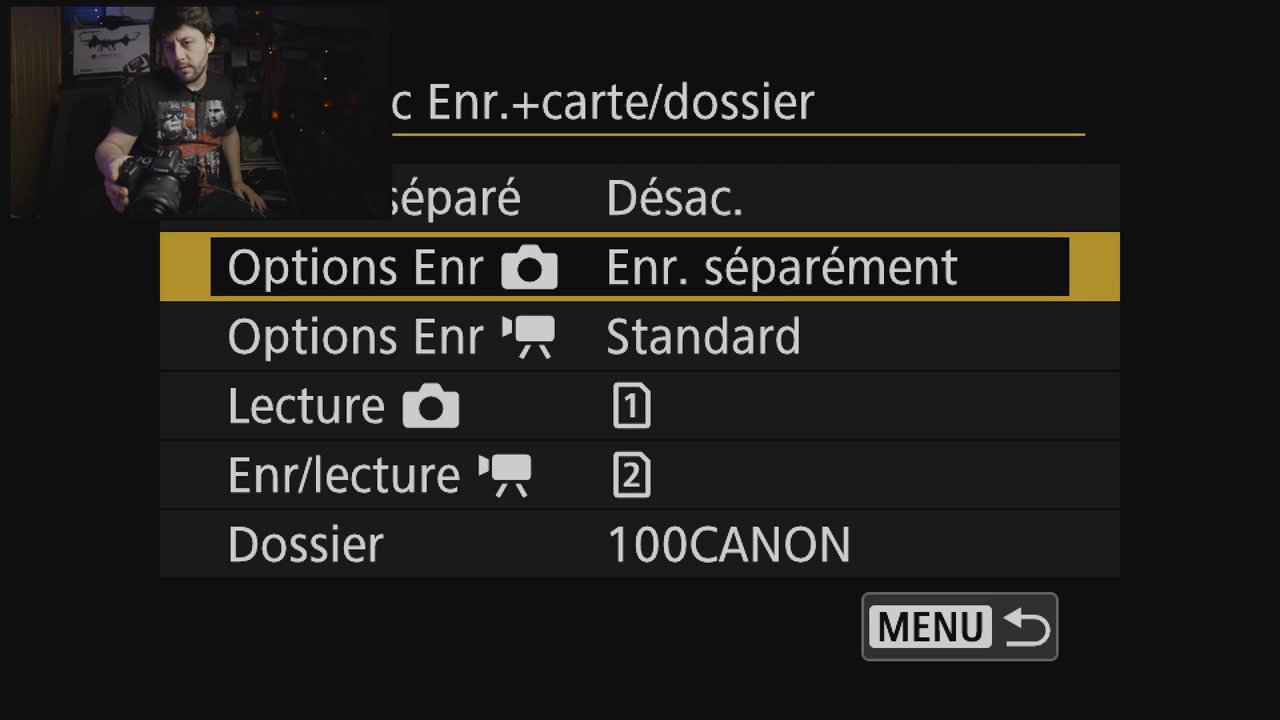 c Enr.+carte/dossier
séparé Désac.
Options Enr Enr. séparément
Options Enr Standard
Lecture 1
Enr/lecture 2
Dossier 100CANON
MENU